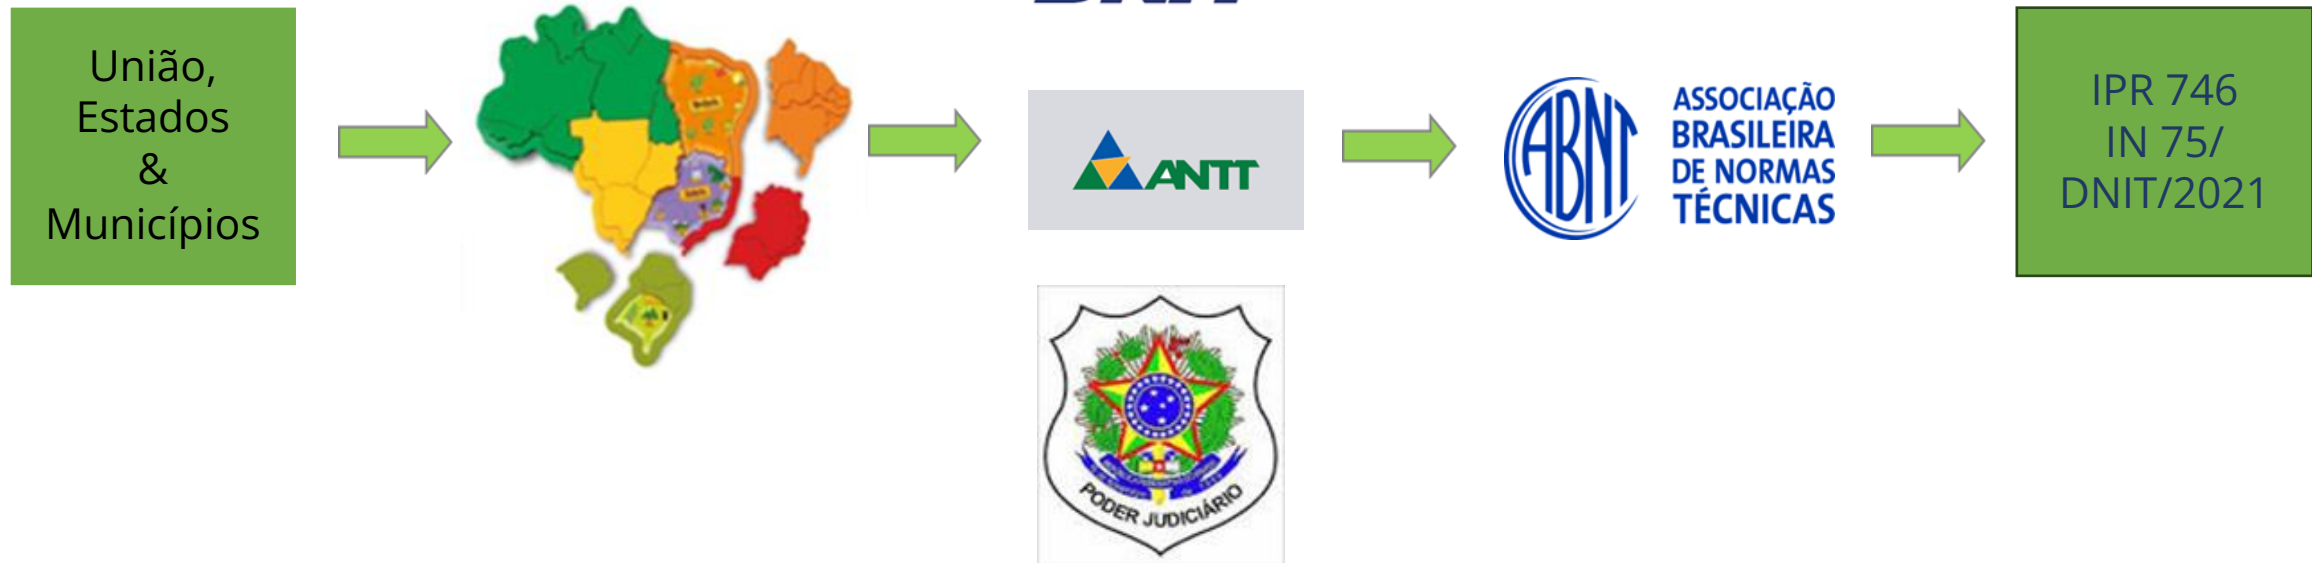 União,
Estados
&
Municípios
ANTT
ABNT
ASSOCIAÇÃO
BRASILEIRA
DE NORMAS
TÉCNICAS
PODER JUDICIÁRIO
IPR 746
IN 75/
DNIT/2021